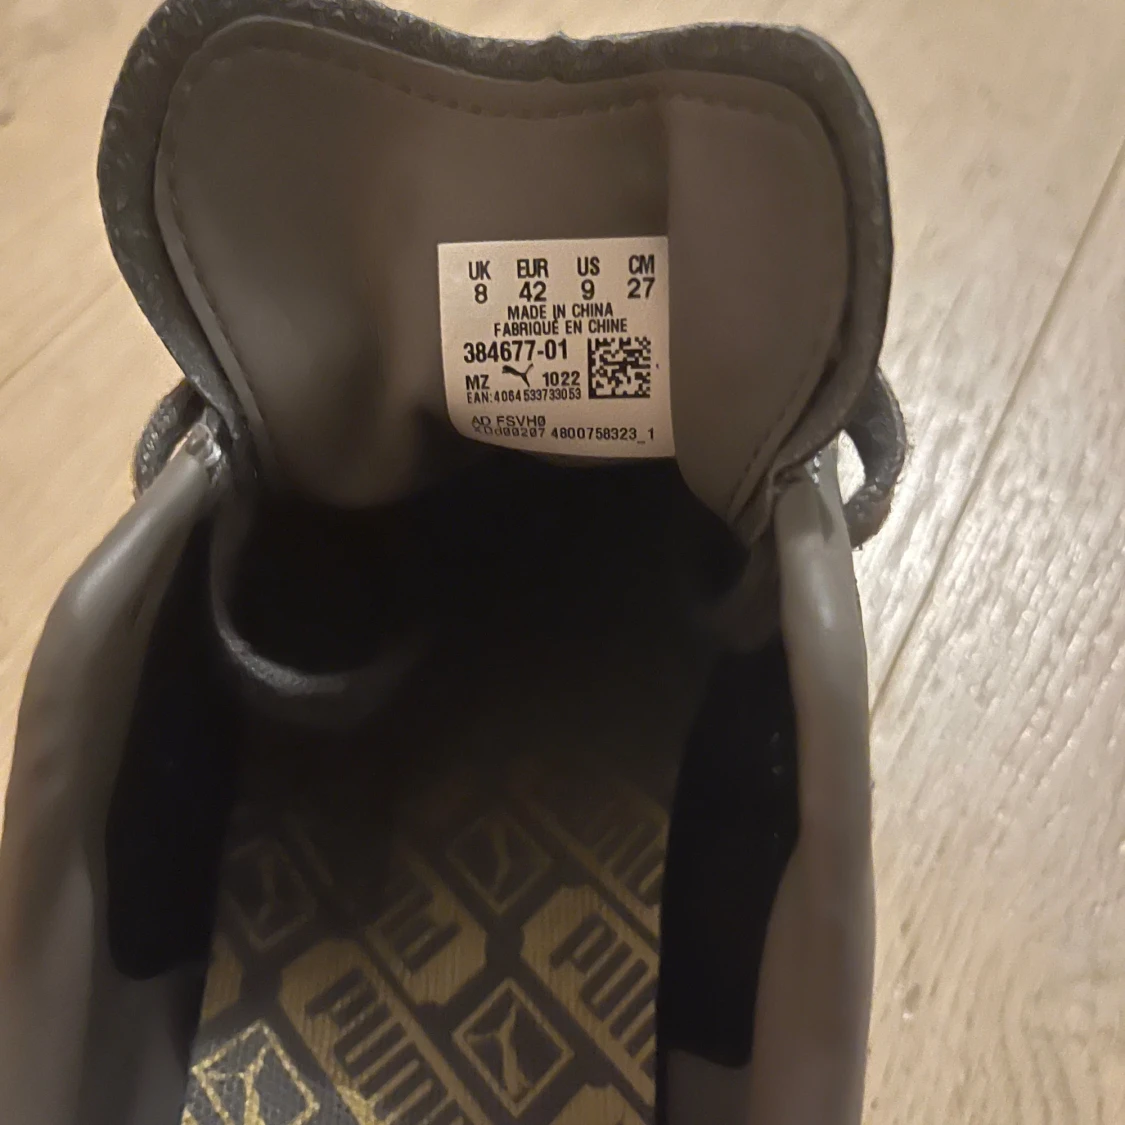 UK EUR US CM
8 42 9 27
MADE IN CHINA
FABRIQUÉ EN CHINE
384677-01
MZ 1022
EAN:4064533733053
AD FSVH0
4800758323_1
PUMA
PUMA